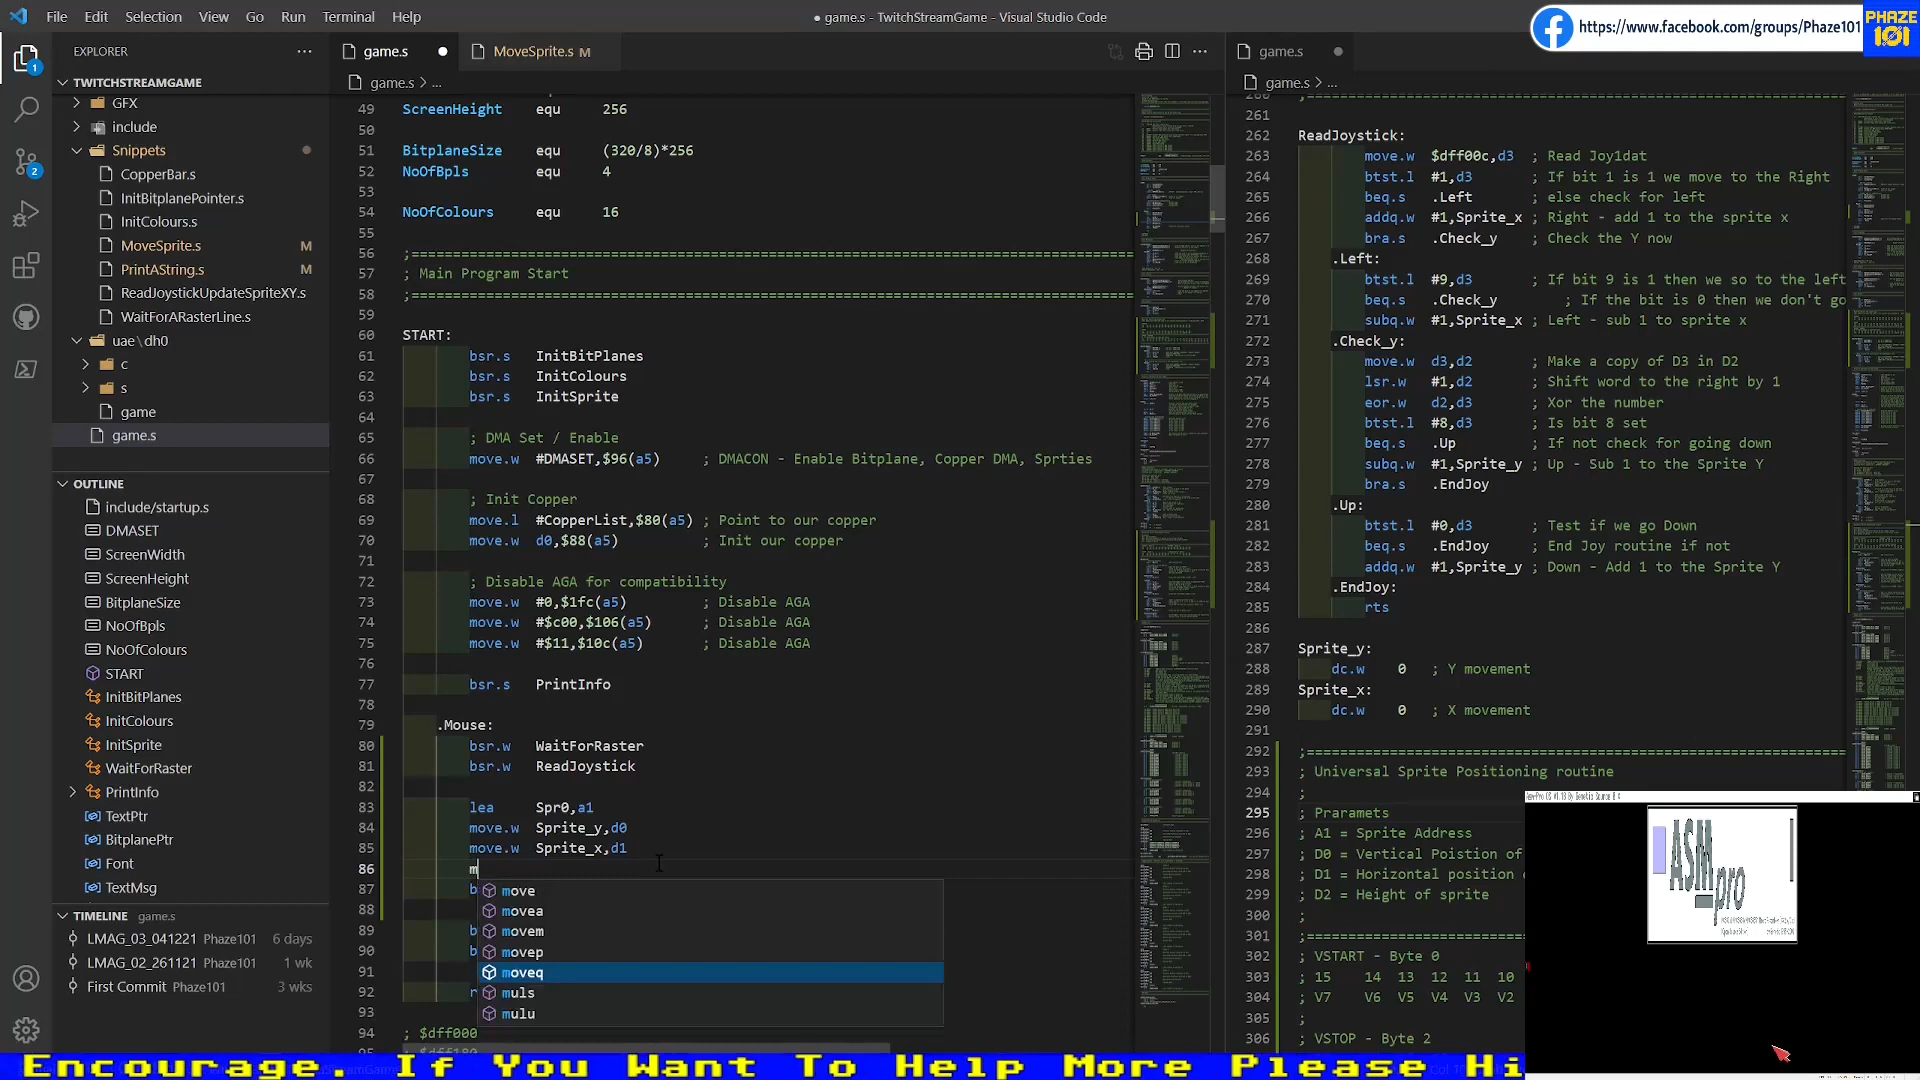 File Edit Selection View Go Run Terminal Help
● game.s - TwitchStreamGame - Visual Studio Code
https://www.facebook.com/groups/Phaze101
PHAZE
101
EXPLORER
TWITCHSTREAMGAME
GFX
include
Snippets
CopperBar.s
InitBitplanePointer.s
InitColours.s
MoveSprite.s M
PrintAString.s M
ReadJoystickUpdateSpriteXY.s
WaitForARasterLine.s
uae\dh0
c
s
game
game.s
OUTLINE
include/startup.s
DMASET
ScreenWidth
ScreenHeight
BitplaneSize
NoOfBpls
NoOfColours
START
InitBitPlanes
InitColours
InitSprite
WaitForRaster
PrintInfo
TextPtr
BitplanePtr
Font
TextMsg
TIMELINE game.s
LMAG_03_041221 Phaze101 6 days
LMAG_02_261121 Phaze101 1 wk
First Commit Phaze101 3 wks
1
2
game.s ●
MoveSprite.s M
game.s > ...
49 ScreenHeight equ 256
50
51 BitplaneSize equ (320/8)*256
52 NoOfBpls equ 4
53
54 NoOfColours equ 16
55
56 ;=======================================================================================
57 ; Main Program Start
58 ;=======================================================================================
59
60 START:
61 bsr.s InitBitPlanes
62 bsr.s InitColours
63 bsr.s InitSprite
64
65 ; DMA Set / Enable
66 move.w #DMASET,$96(a5) ; DMACON - Enable Bitplane, Copper DMA, Sprties
67
68 ; Init Copper
69 move.l #CopperList,$80(a5) ; Point to our copper
70 move.w d0,$88(a5) ; Init our copper
71
72 ; Disable AGA for compatibility
73 move.w #0,$1fc(a5) ; Disable AGA
74 move.w #$c00,$106(a5) ; Disable AGA
75 move.w #$11,$10c(a5) ; Disable AGA
76
77 bsr.s PrintInfo
78
79 .Mouse:
80 bsr.w WaitForRaster
81 bsr.w ReadJoystick
82
83 lea Spr0,a1
84 move.w Sprite_y,d0
85 move.w Sprite_x,d1
86 m
87 b
88
89 b
90 b
91
92 r
93
94 ; $dff000
move
movea
movem
movep
moveq
muls
mulu
game.s ●
game.s > ...
261
262 ReadJoystick:
263 move.w $dff00c,d3 ; Read Joy1dat
264 btst.l #1,d3 ; If bit 1 is 1 we move to the Right
265 beq.s .Left ; else check for left
266 addq.w #1,Sprite_x ; Right - add 1 to the sprite x
267 bra.s .Check_y ; Check the Y now
268 .Left:
269 btst.l #9,d3 ; If bit 9 is 1 then we so to the left
270 beq.s .Check_y ; If the bit is 0 then we don't go
271 subq.w #1,Sprite_x ; Left - sub 1 to sprite x
272 .Check_y:
273 move.w d3,d2 ; Make a copy of D3 in D2
274 lsr.w #1,d2 ; Shift word to the right by 1
275 eor.w d2,d3 ; Xor the number
276 btst.l #8,d3 ; Is bit 8 set
277 beq.s .Up ; If not check for going down
278 subq.w #1,Sprite_y ; Up - Sub 1 to the Sprite Y
279 bra.s .EndJoy
280 .Up:
281 btst.l #0,d3 ; Test if we go Down
282 beq.s .EndJoy ; End Joy routine if not
283 addq.w #1,Sprite_y ; Down - Add 1 to the Sprite Y
284 .EndJoy:
285 rts
286
287 Sprite_y:
288 dc.w 0 ; Y movement
289 Sprite_x:
290 dc.w 0 ; X movement
291
292 ;==================================================================
293 ; Universal Sprite Positioning routine
294 ;
295 ; Praramets
296 ; A1 = Sprite Address
297 ; D0 = Vertical Poistion of
298 ; D1 = Horizontal position
299 ; D2 = Height of sprite
300 ;
301 ;===========================
302 ; VSTART - Byte 0
303 ; 15 14 13 12 11 10
304 ; V7 V6 V5 V4 V3 V2
305 ;
306 ; VSTOP - Byte 2
ASM
pro
Encourage. If You Want To Help More Please Hi